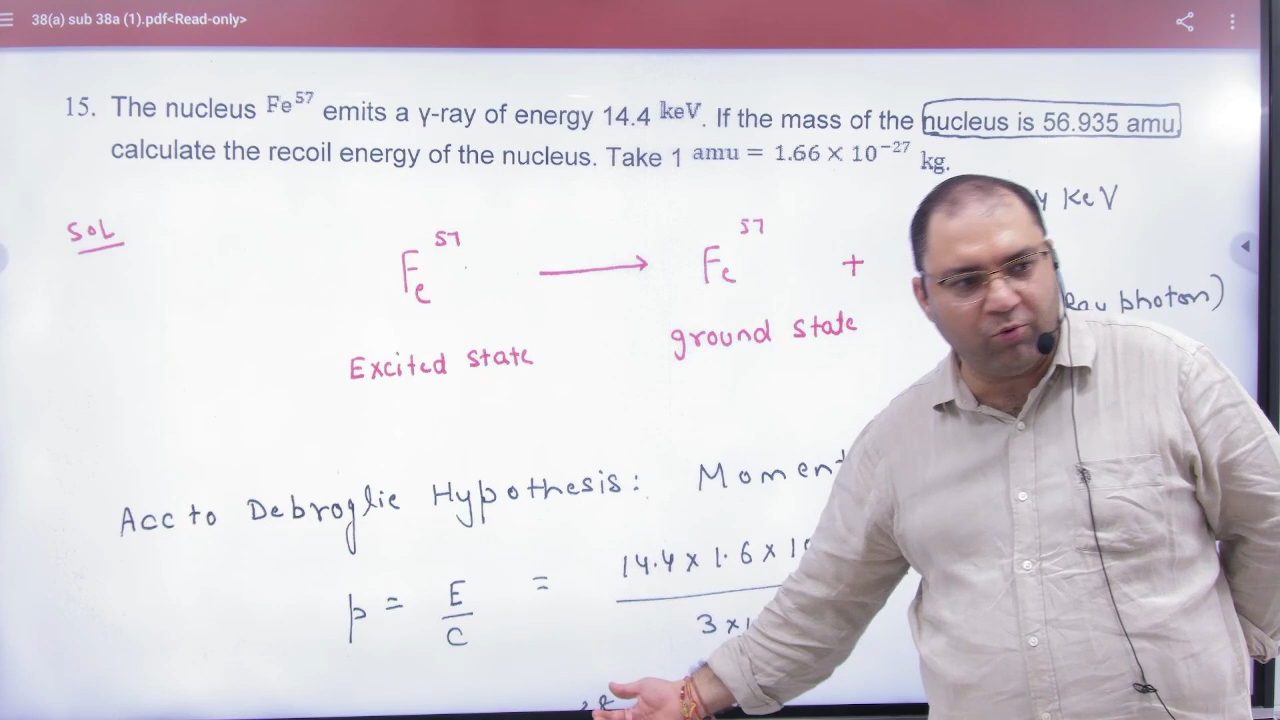 38(a) sub 38a (1).pdf<Read-only>
15. The nucleus Fe⁵⁷ emits a γ-ray of energy 14.4 keV. If the mass of the nucleus is 56.935 amu,
calculate the recoil energy of the nucleus. Take 1 amu = 1.66 × 10⁻²⁷ kg.
KeV
SOL
Fe⁵⁷ ⟶ Fe⁵⁷ +
photon)
Excited state ground state
Acc to Debroglie Hypothesis:
p = E/C = 14.4 × 1.6 ×
3 ×